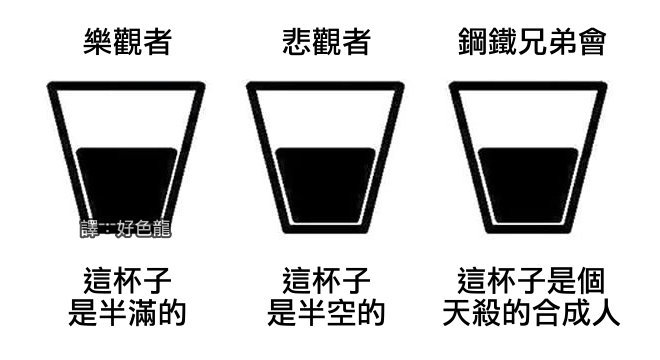 樂觀者
悲觀者
鋼鐵兄弟會
譯：好色龍
這杯子
是半滿的
這杯子
是半空的
這杯子是個
天殺的合成人